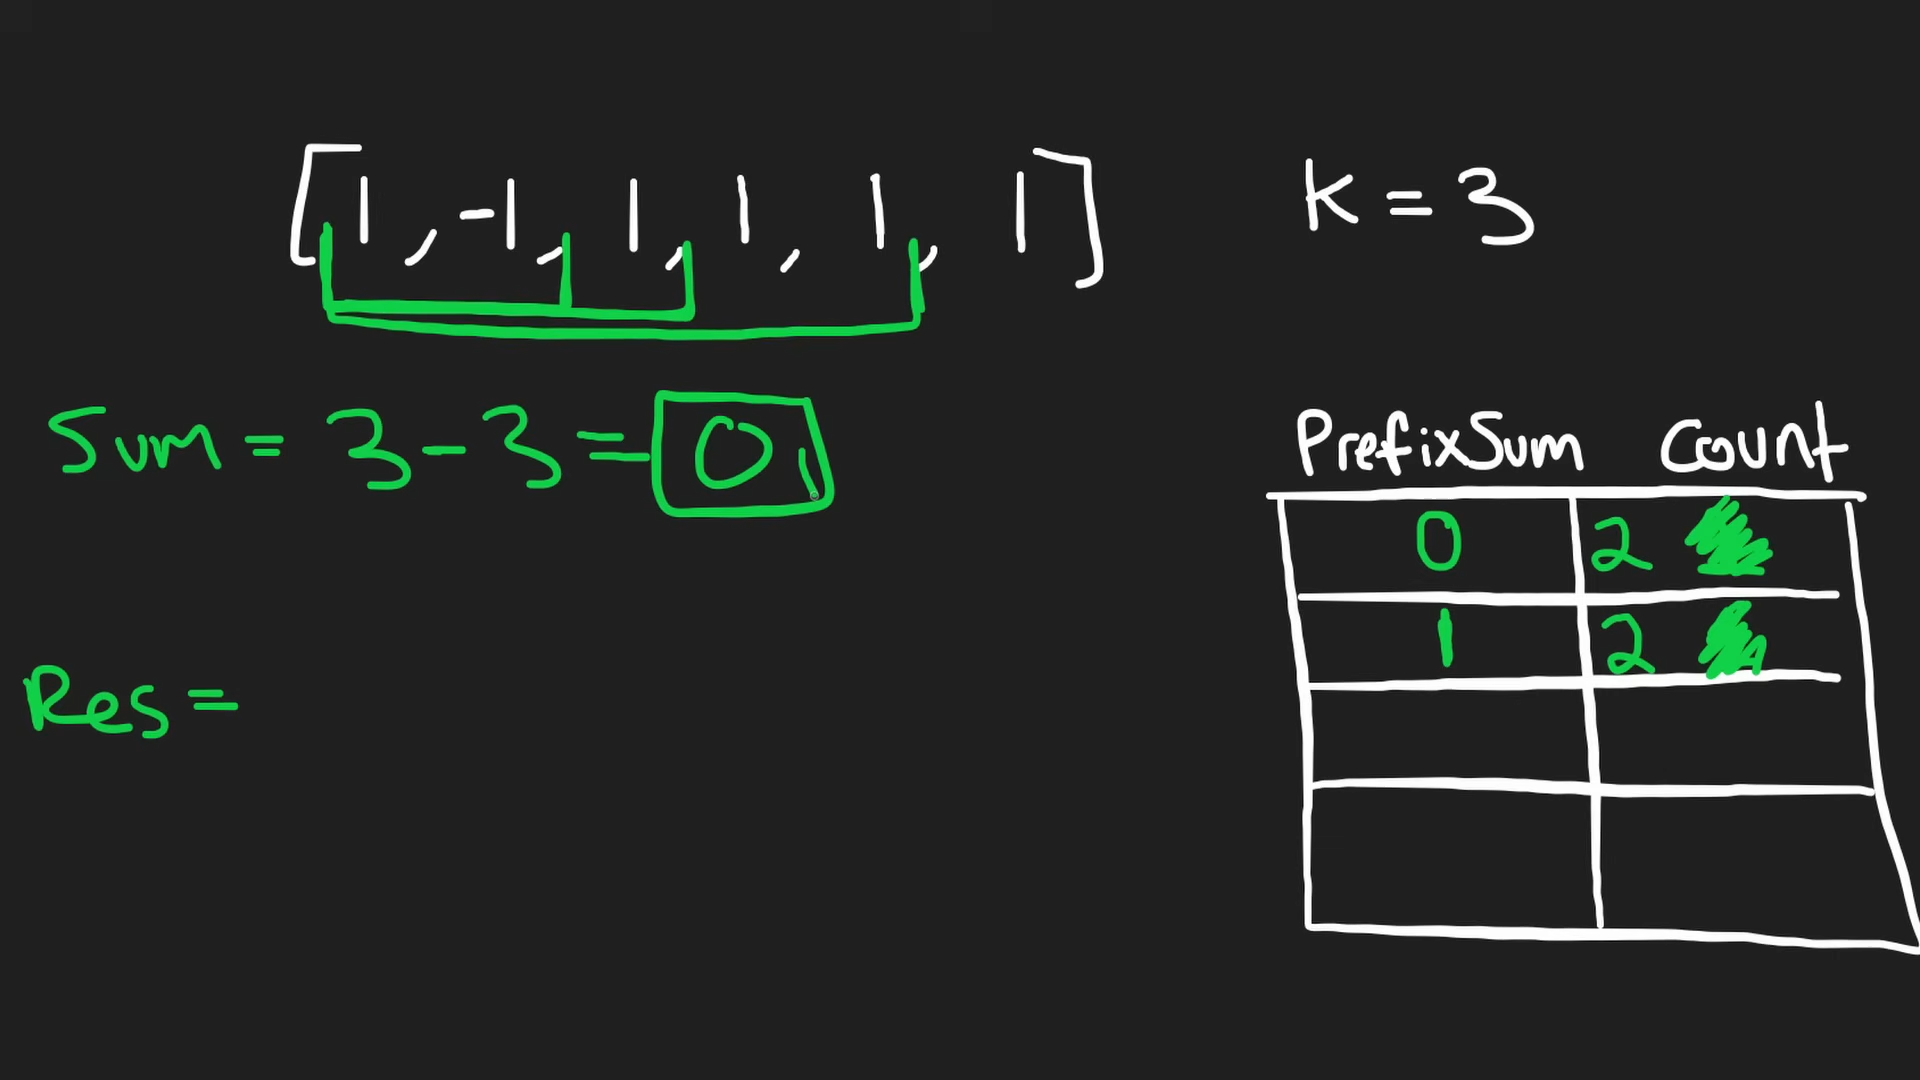 [1, -1, 1, 1, 1, 1]
K = 3
Sum = 3 - 3 = 0
PrefixSum Count
0 2
1 2
Res =